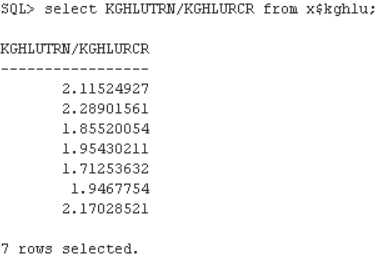 SQL> select KGHLUTRN/KGHLURCR from x$kghlu;
KGHLUTRN/KGHLURCR
-----------------
2.11524927
2.28901561
1.85520054
1.95430211
1.71253632
1.9467754
2.17028521
7 rows selected.